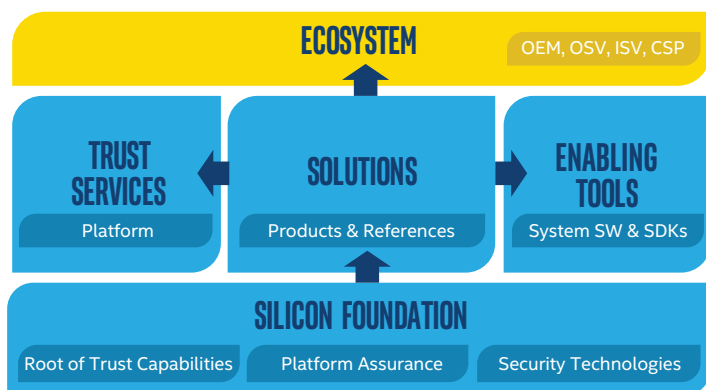 ECOSYSTEM
OEM, OSV, ISV, CSP
TRUST
SERVICES
Platform
SOLUTIONS
Products & References
ENABLING
TOOLS
System SW & SDKs
SILICON FOUNDATION
Root of Trust Capabilities
Platform Assurance
Security Technologies